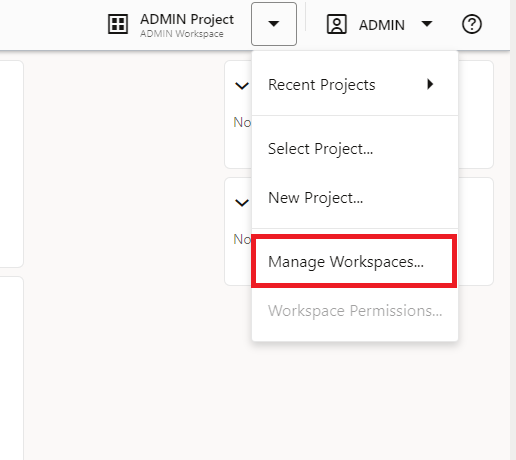 ADMIN Project
ADMIN Workspace
ADMIN
Recent Projects
No
Select Project...
New Project...
No
Manage Workspaces...
Workspace Permissions...